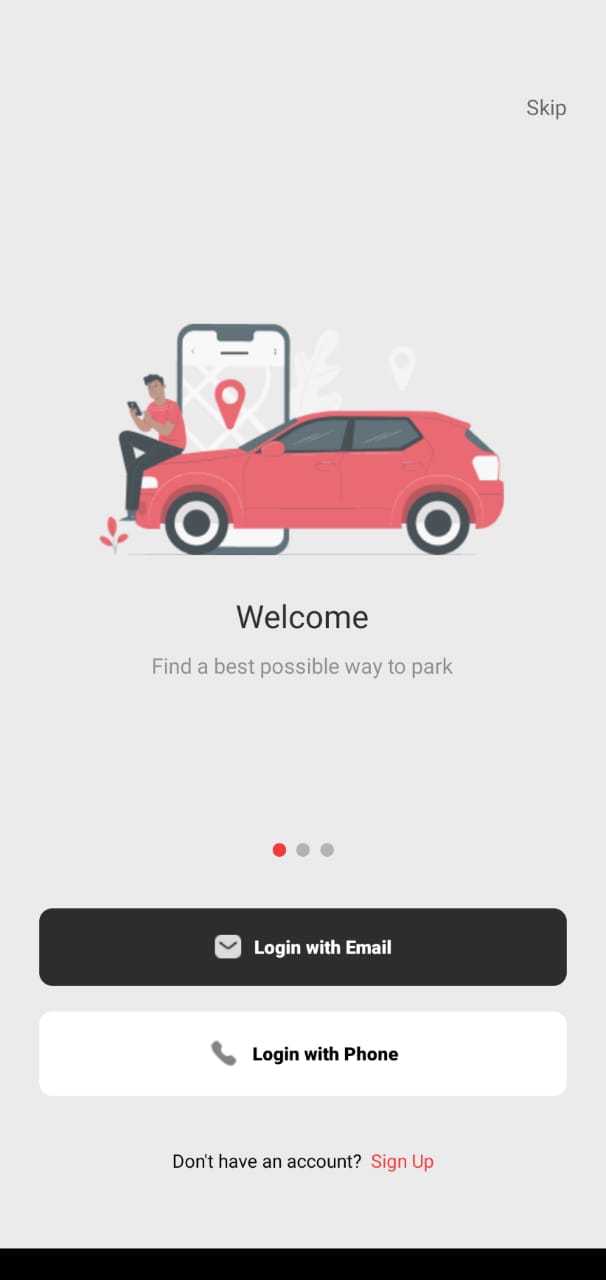 Skip
Welcome
Find a best possible way to park
Login with Email
Login with Phone
Don't have an account? Sign Up